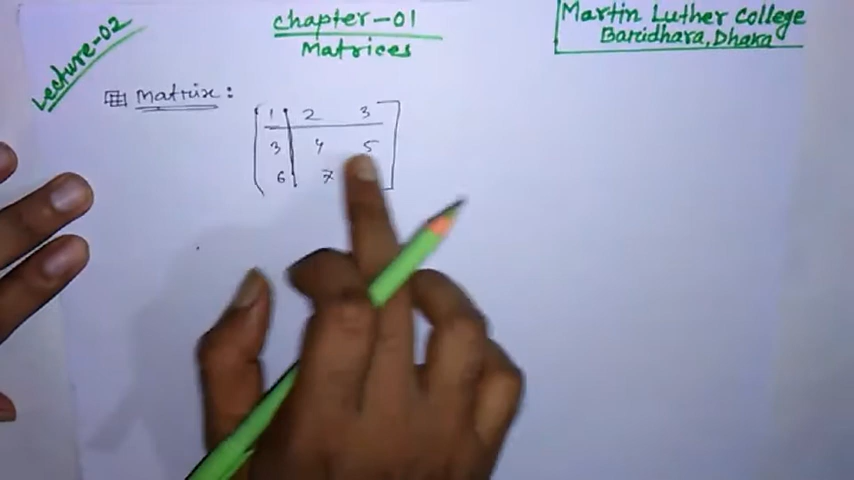 Lecture-02
chapter-01
Matrices
Martin Luther College
Baridhara, Dhaka
Matrix:
1 2 3
3 4 5
6 7